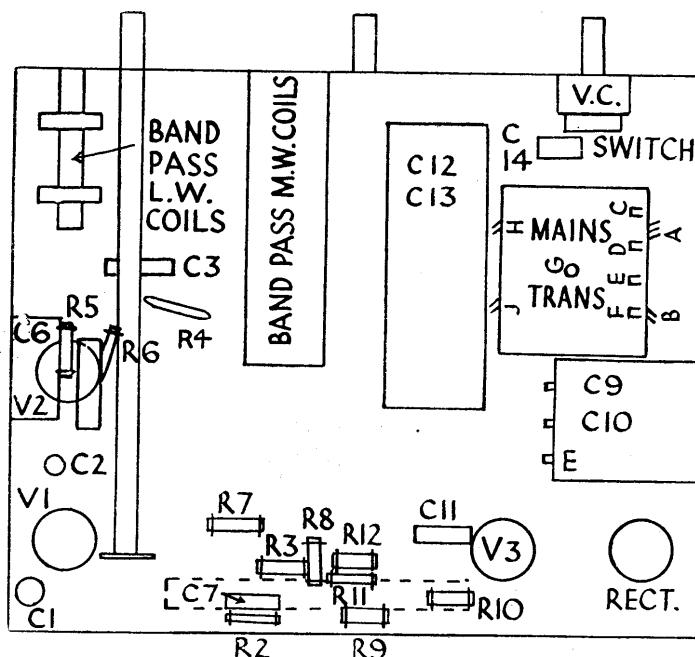 V.C.
C
14
SWITCH
BAND
PASS
L.W.
COILS
BAND PASS M.W. COILS
C12
C13
MAINS
GO
TRANS
H
J
C
D
E
F
A
B
C3
R4
R5
C6
R6
V2
C9
C10
E
C2
V1
R7
R8
R3
R12
C11
V3
RECT.
C7
R11
R10
C1
R2
R9